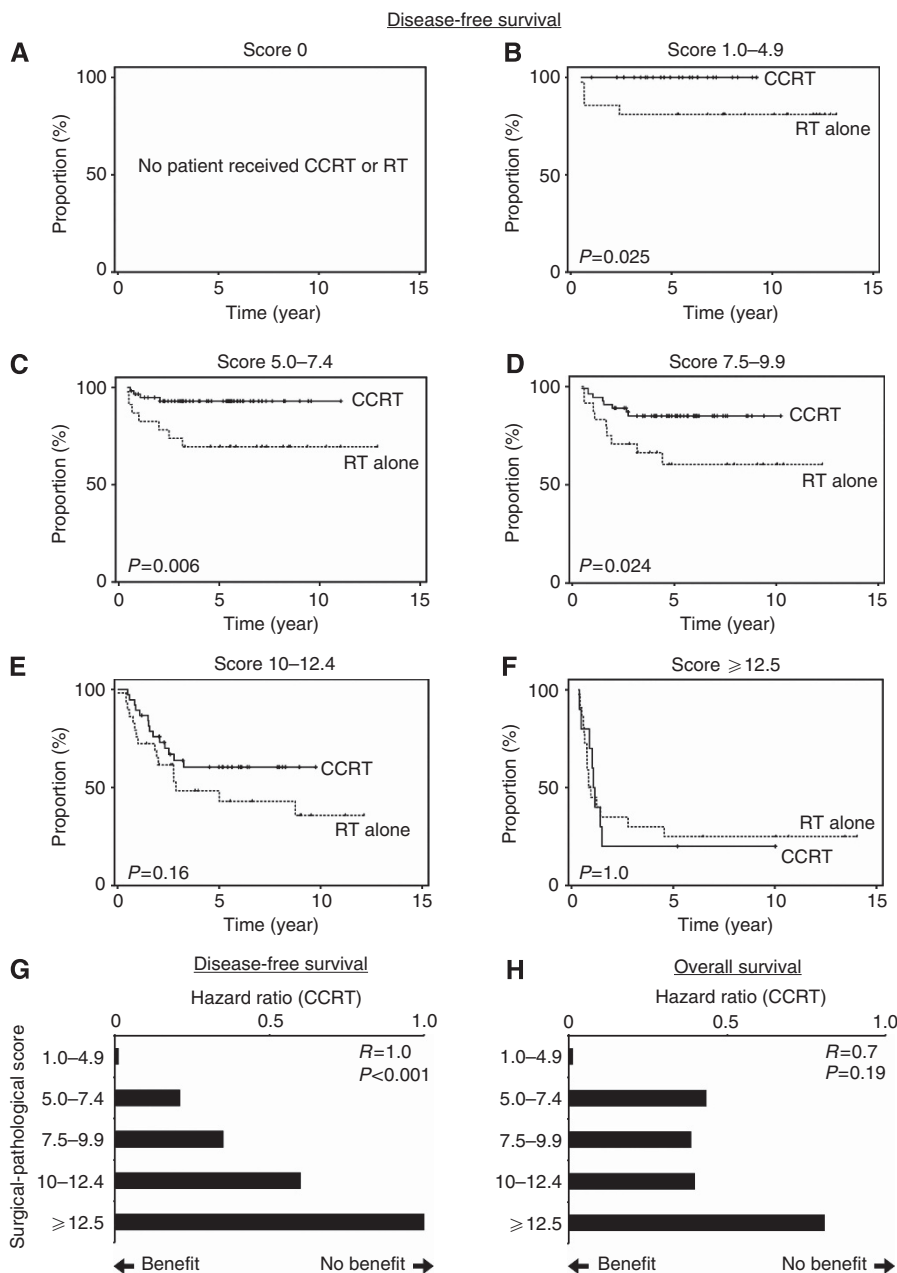 Disease-free survival
A
Score 0
Proportion (%)
100
50
0
No patient received CCRT or RT
0 5 10 15
Time (year)
B
Score 1.0–4.9
Proportion (%)
100
50
0
CCRT
RT alone
P=0.025
0 5 10 15
Time (year)
C
Score 5.0–7.4
Proportion (%)
100
50
0
CCRT
RT alone
P=0.006
0 5 10 15
Time (year)
D
Score 7.5–9.9
Proportion (%)
100
50
0
CCRT
RT alone
P=0.024
0 5 10 15
Time (year)
E
Score 10–12.4
Proportion (%)
100
50
0
CCRT
RT alone
P=0.16
0 5 10 15
Time (year)
F
Score ⩾12.5
Proportion (%)
100
50
0
RT alone
CCRT
P=1.0
0 5 10 15
Time (year)
G
Disease-free survival
Hazard ratio (CCRT)
0 0.5 1.0
Surgical-pathological score
R=1.0
P<0.001
1.0–4.9
5.0–7.4
7.5–9.9
10–12.4
⩾12.5
Benefit No benefit
H
Overall survival
Hazard ratio (CCRT)
0 0.5 1.0
R=0.7
P=0.19
1.0–4.9
5.0–7.4
7.5–9.9
10–12.4
⩾12.5
Benefit No benefit